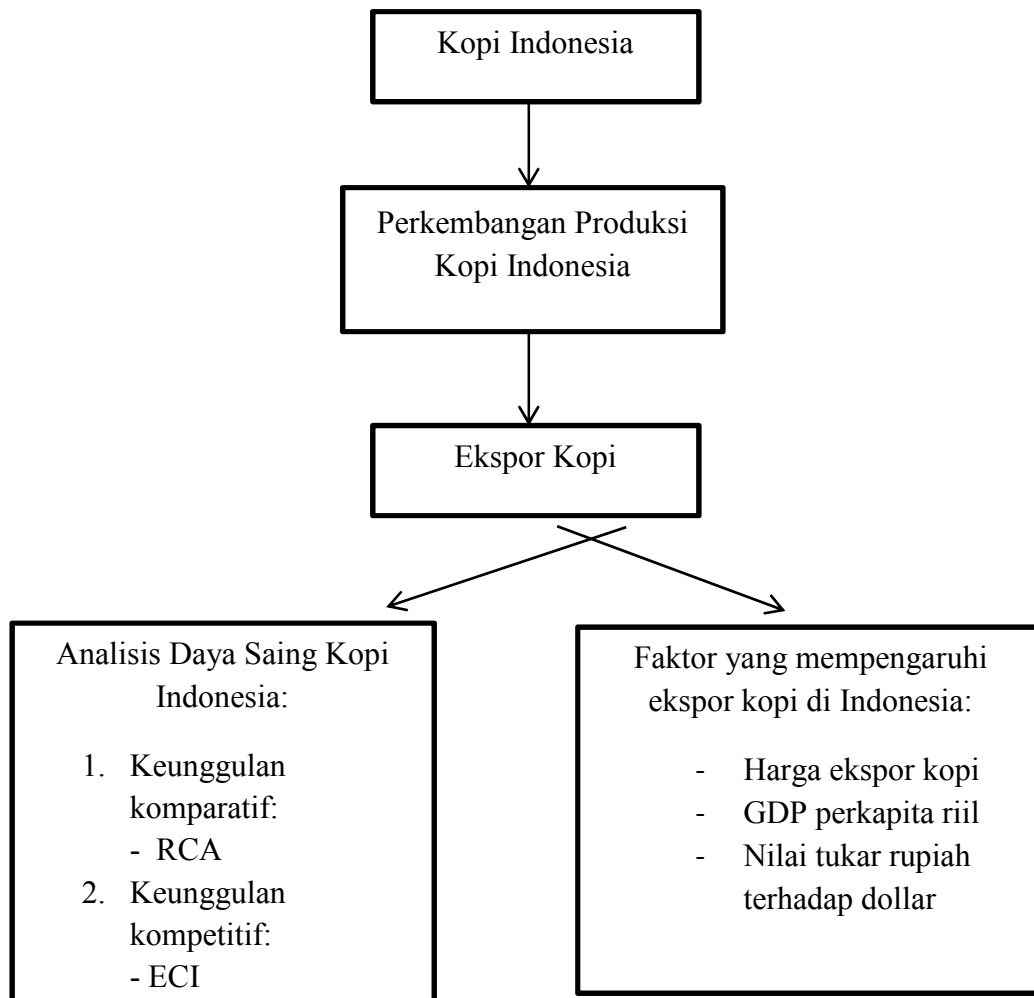 Kopi Indonesia
Perkembangan Produksi
Kopi Indonesia
Ekspor Kopi
Analisis Daya Saing Kopi
Indonesia:
1. Keunggulan
komparatif:
- RCA
2. Keunggulan
kompetitif:
- ECI
Faktor yang mempengaruhi
ekspor kopi di Indonesia:
- Harga ekspor kopi
- GDP perkapita riil
- Nilai tukar rupiah
terhadap dollar